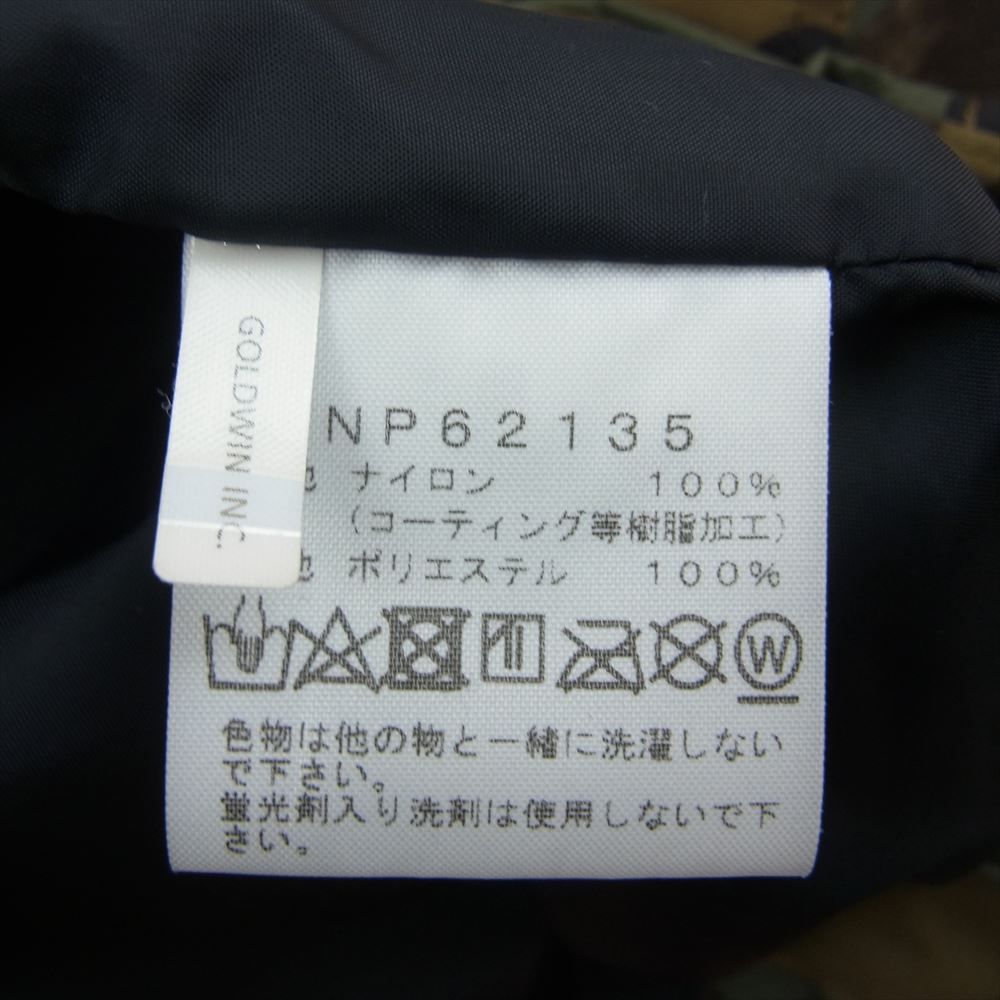 GOLDWIN INC.
NP62135
地 ナイロン 100%
(コーティング等樹脂加工)
地 ポリエステル 100%
W
色物は他の物と一緒に洗濯しない
で下さい。
蛍光剤入り洗剤は使用しないで下
さい。